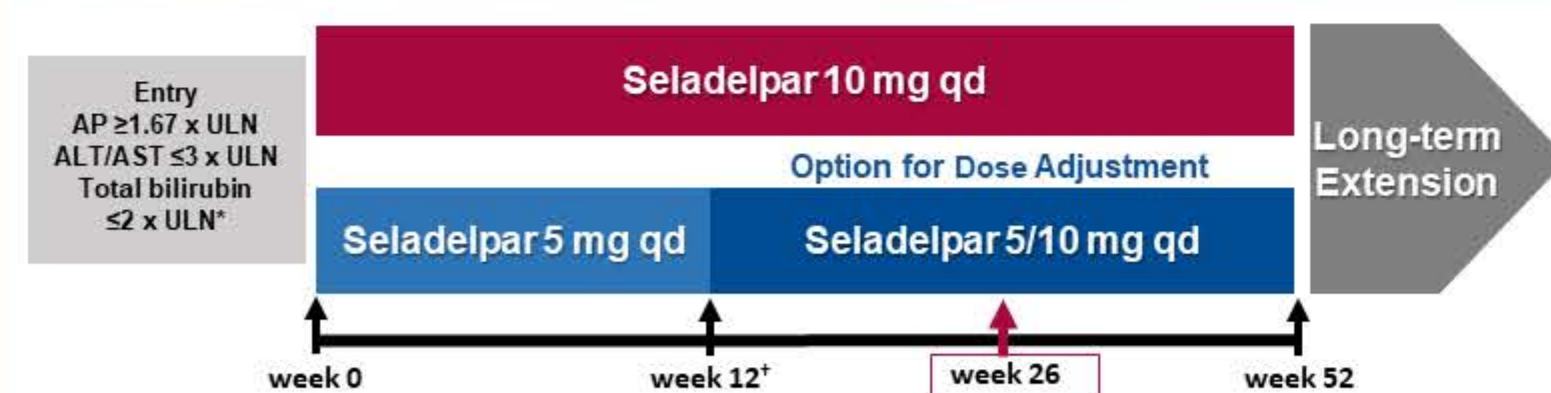 Entry
AP ≥1.67 x ULN
ALT/AST ≤3 x ULN
Total bilirubin
≤2 x ULN*
Seladelpar 10 mg qd
Option for Dose Adjustment
Seladelpar 5 mg qd
Seladelpar 5/10 mg qd
Long-term
Extension
week 0
week 12†
week 26
week 52